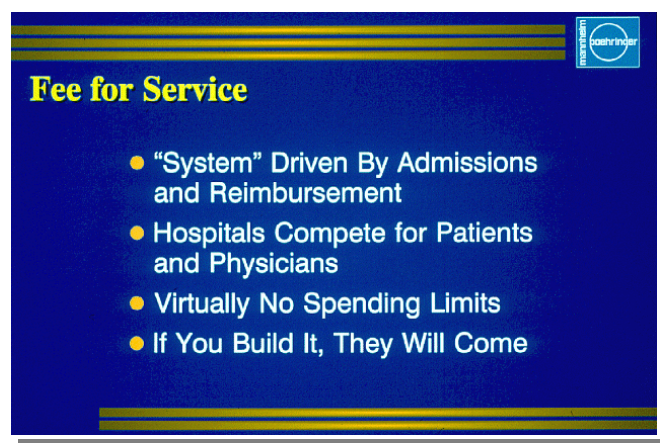 mannheim
boehringer
Fee for Service
“System” Driven By Admissions
and Reimbursement
Hospitals Compete for Patients
and Physicians
Virtually No Spending Limits
If You Build It, They Will Come